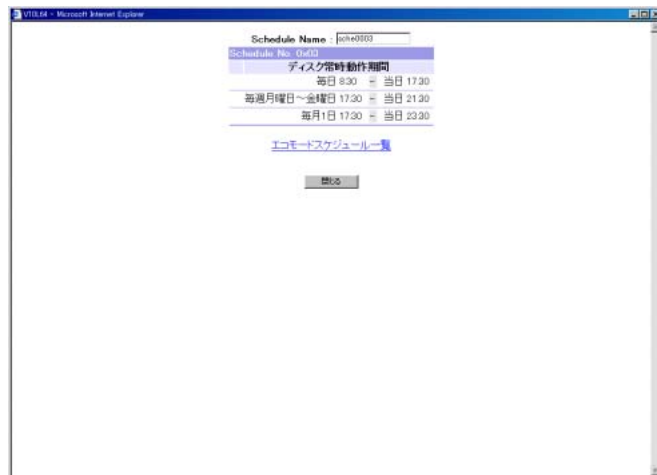 V10L64 - Microsoft Internet Explorer
Schedule Name : sche0003
Schedule No. 0x03
ディスク常時動作期間
毎日 8:30 ~ 当日 17:30
毎週月曜日～金曜日 17:30 ~ 当日 21:30
毎月1日 17:30 ~ 当日 23:30
エコモードスケジュール一覧
閉じる